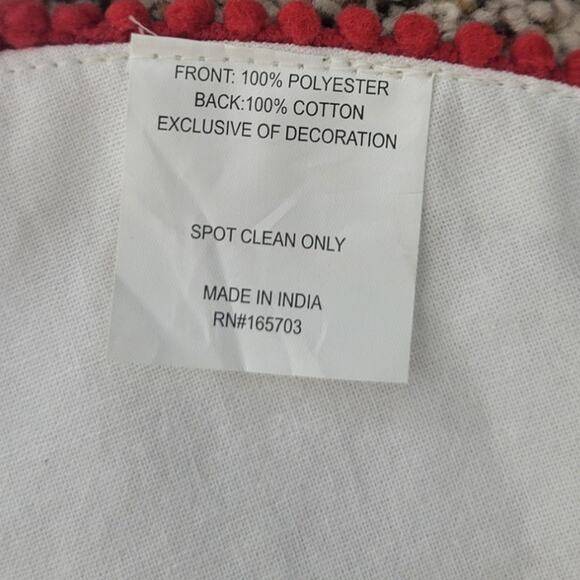 FRONT: 100% POLYESTER
BACK:100% COTTON
EXCLUSIVE OF DECORATION
SPOT CLEAN ONLY
MADE IN INDIA
RN#165703